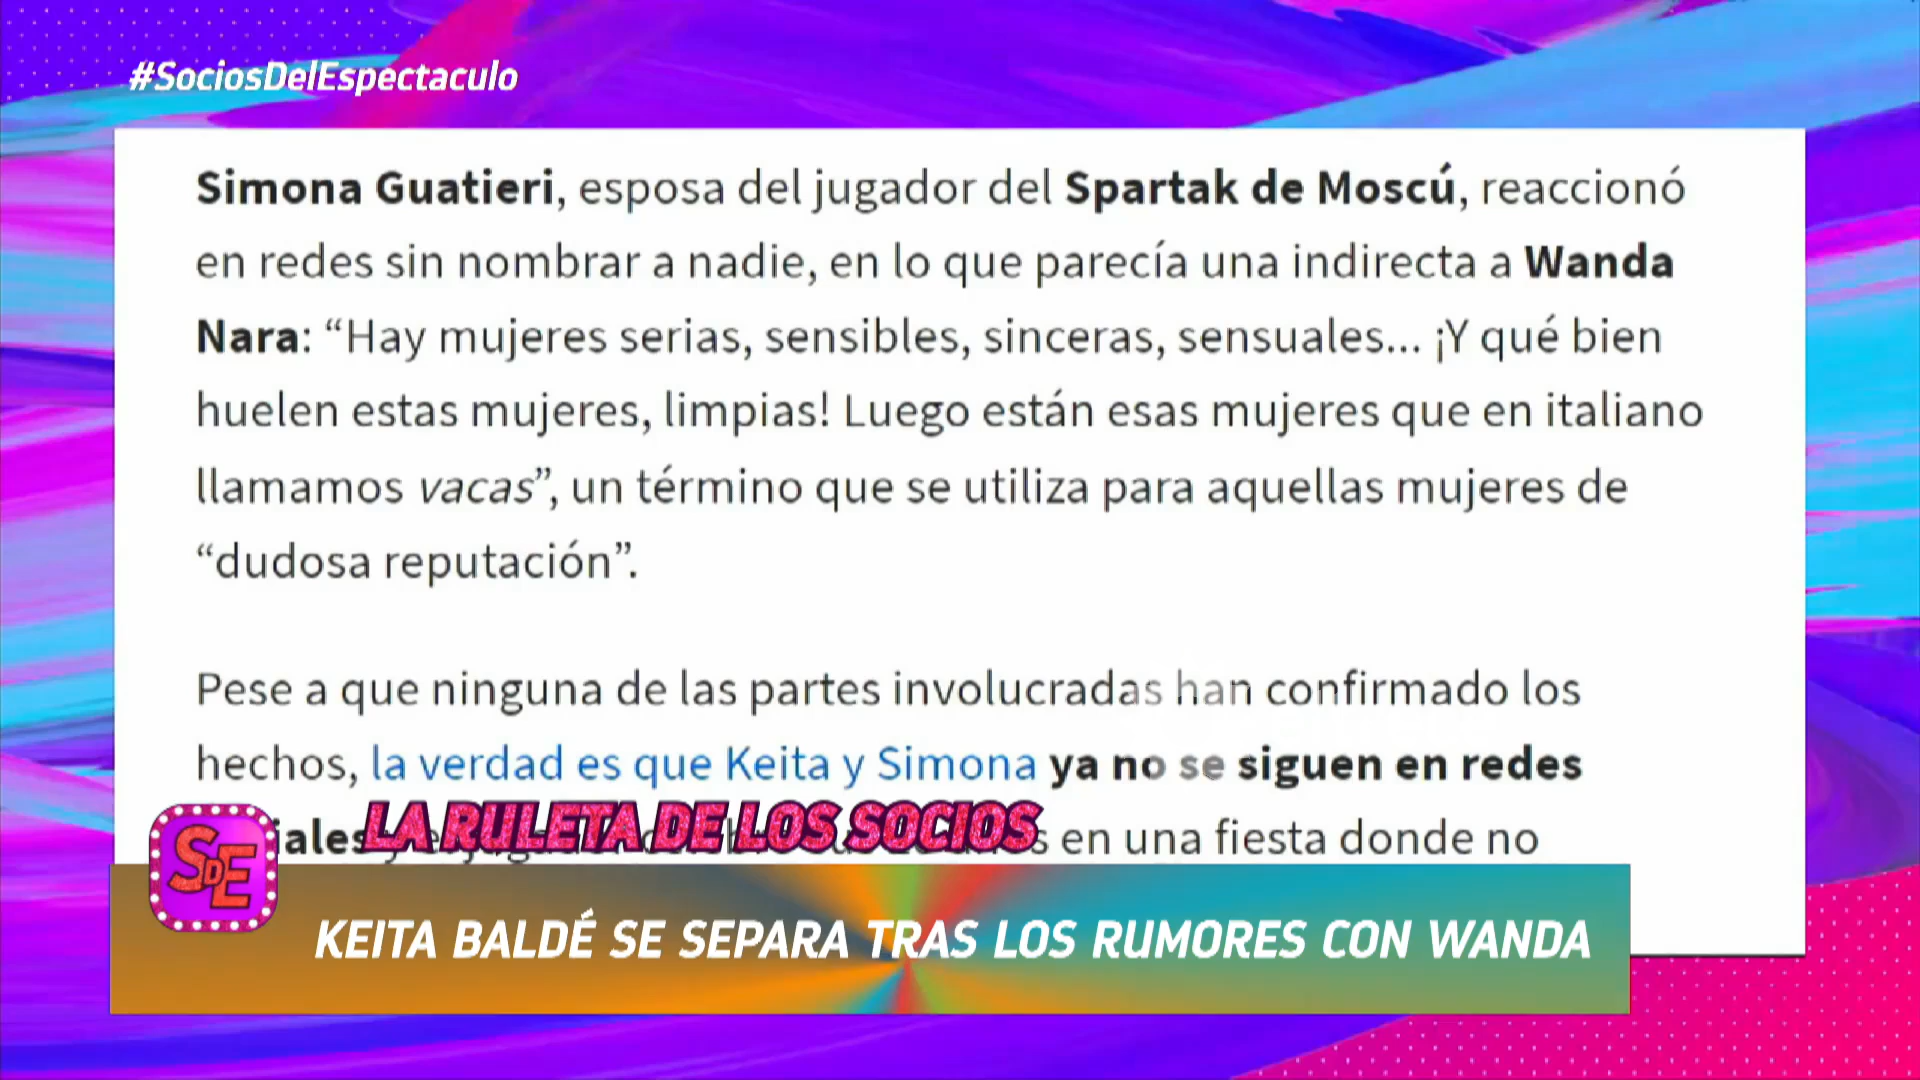 #SociosDelEspectaculo
Simona Guatieri, esposa del jugador del Spartak de Moscú, reaccionó
en redes sin nombrar a nadie, en lo que parecía una indirecta a Wanda
Nara: “Hay mujeres serias, sensibles, sinceras, sensuales... ¡Y qué bien
huelen estas mujeres, limpias! Luego están esas mujeres que en italiano
llamamos vacas”, un término que se utiliza para aquellas mujeres de
“dudosa reputación”.
Pese a que ninguna de las partes involucradas han confirmado los
hechos, la verdad es que Keita y Simona ya no se siguen en redes
en una fiesta donde no
LA RULETA DE LOS SOCIOS
SDE
KEITA BALDÉ SE SEPARA TRAS LOS RUMORES CON WANDA